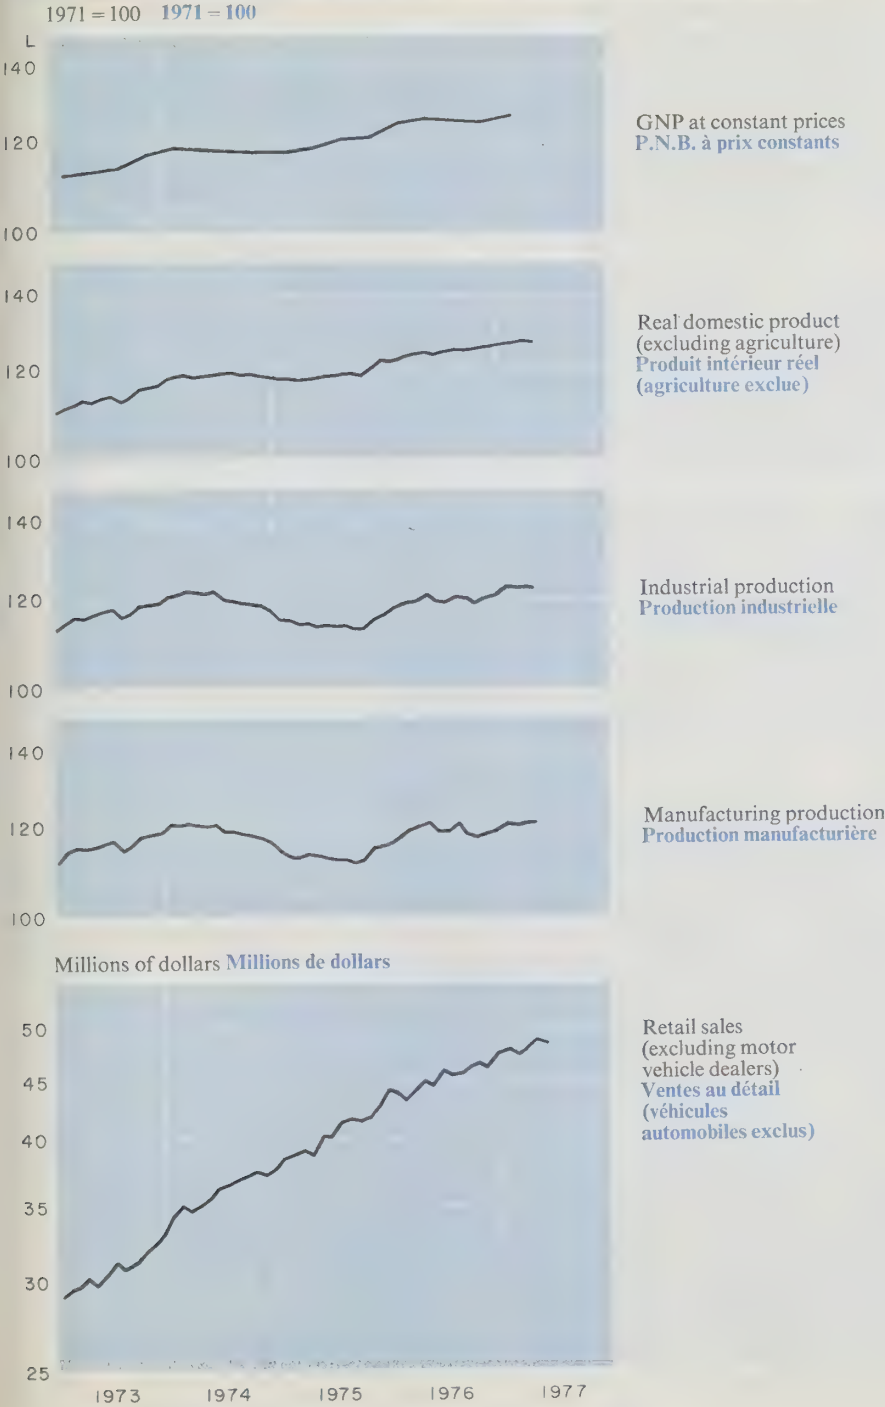 1971 = 100 1971 = 100
L
140
120
100
GNP at constant prices
P.N.B. à prix constants
140
120
100
Real domestic product
(excluding agriculture)
Produit intérieur réel
(agriculture exclue)
140
120
100
Industrial production
Production industrielle
140
120
100
Manufacturing production
Production manufacturière
Millions of dollars Millions de dollars
50
45
40
35
30
25
Retail sales
(excluding motor
vehicle dealers)
Ventes au détail
(véhicules
automobiles exclus)
1973 1974 1975 1976 1977